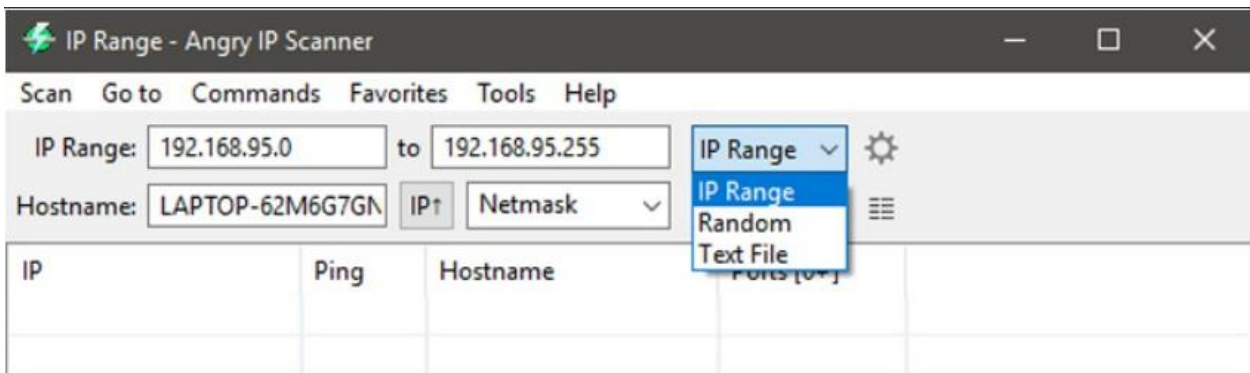 IP Range - Angry IP Scanner
Scan Go to Commands Favorites Tools Help
IP Range: 192.168.95.0 to 192.168.95.255 IP Range
Hostname: LAPTOP-62M6G7GN IP↑ Netmask
IP Range
Random
Text File
IP Ping Hostname Ports [0+]